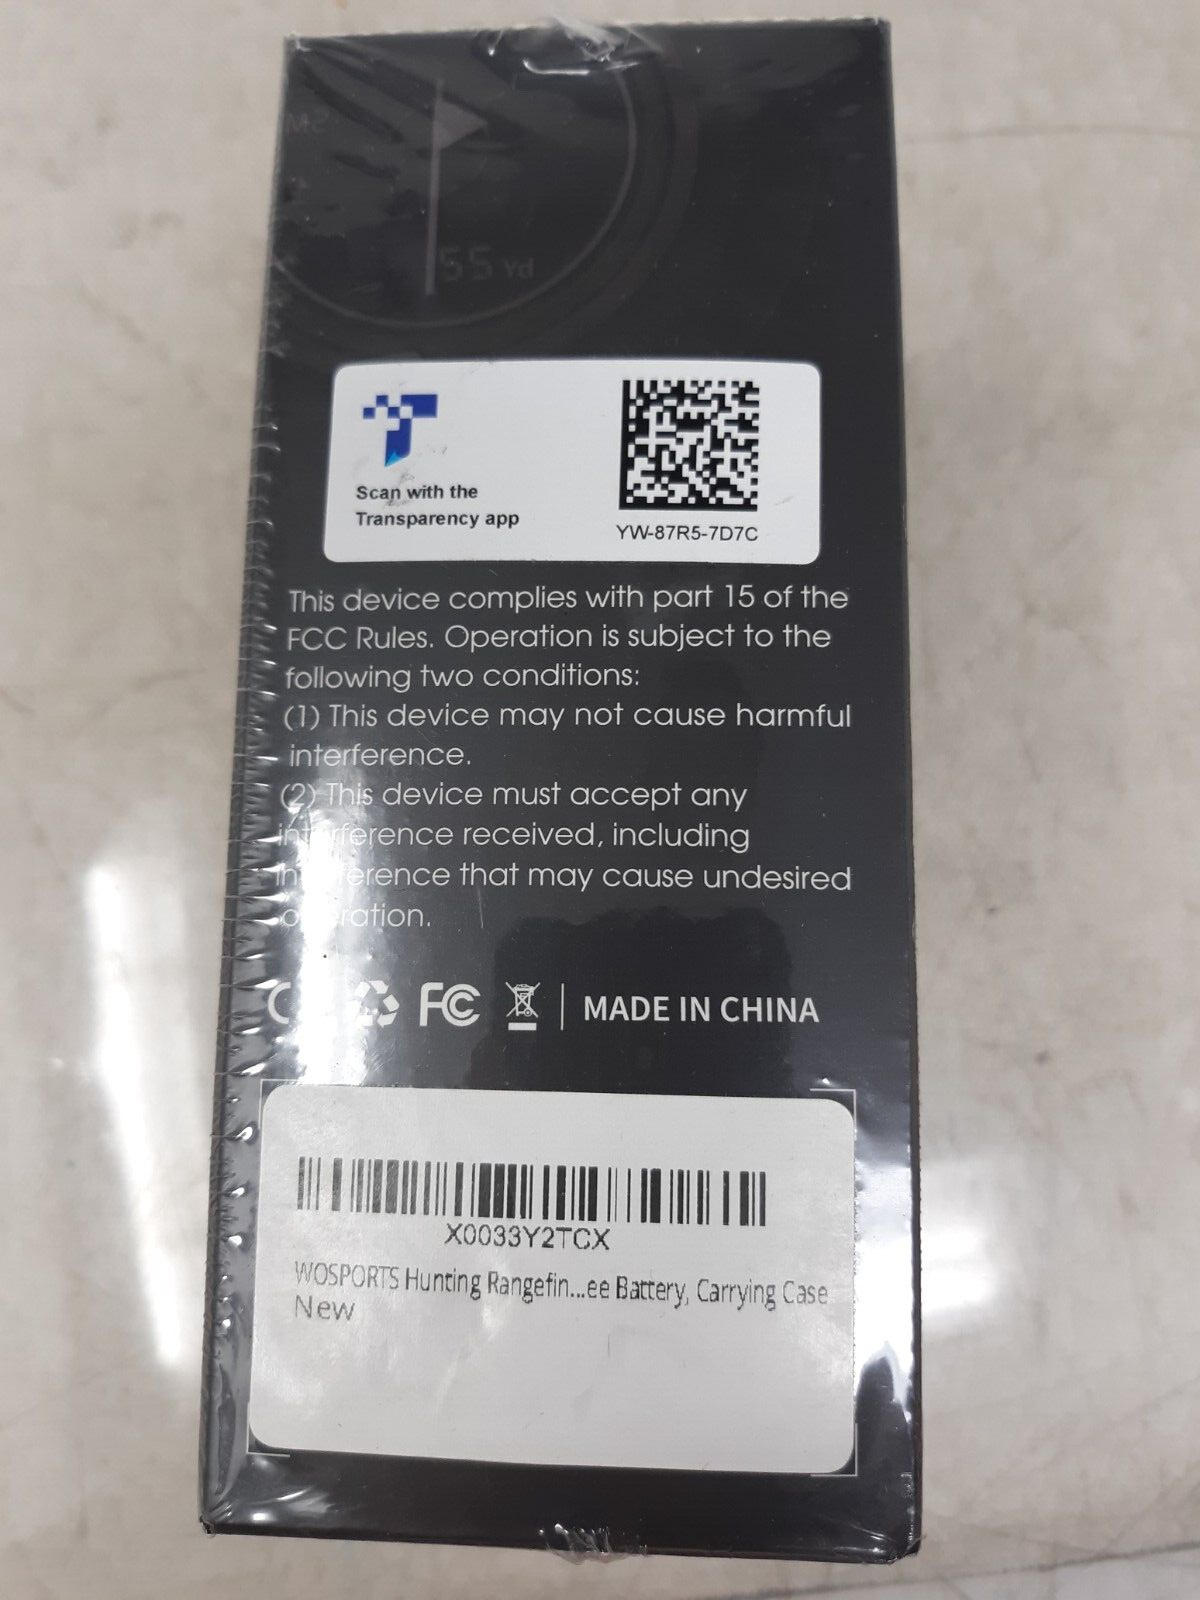 M2
55 Yd
Scan with the
Transparency app
YW-87R5-7D7C
This device complies with part 15 of the
FCC Rules. Operation is subject to the
following two conditions:
(1) This device may not cause harmful
interference.
(2) This device must accept any
interference received, including
interference that may cause undesired
operation.
FC MADE IN CHINA
X0033Y2TCX
WOSPORTS Hunting Rangefin...ee Battery, Carrying Case
New